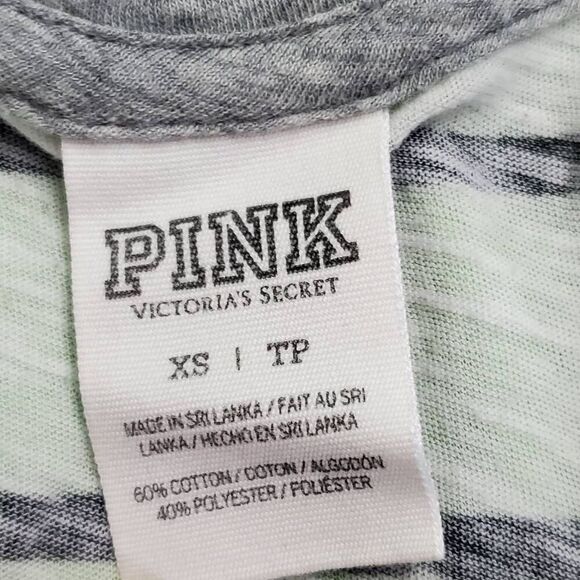 PINK
VICTORIA'S SECRET
XS | TP
MADE IN SRI LANKA / FAIT AU SRI
LANKA / HECHO EN SRI LANKA
60% COTTON / COTON / ALGODÓN
40% POLYESTER / POLIÉSTER